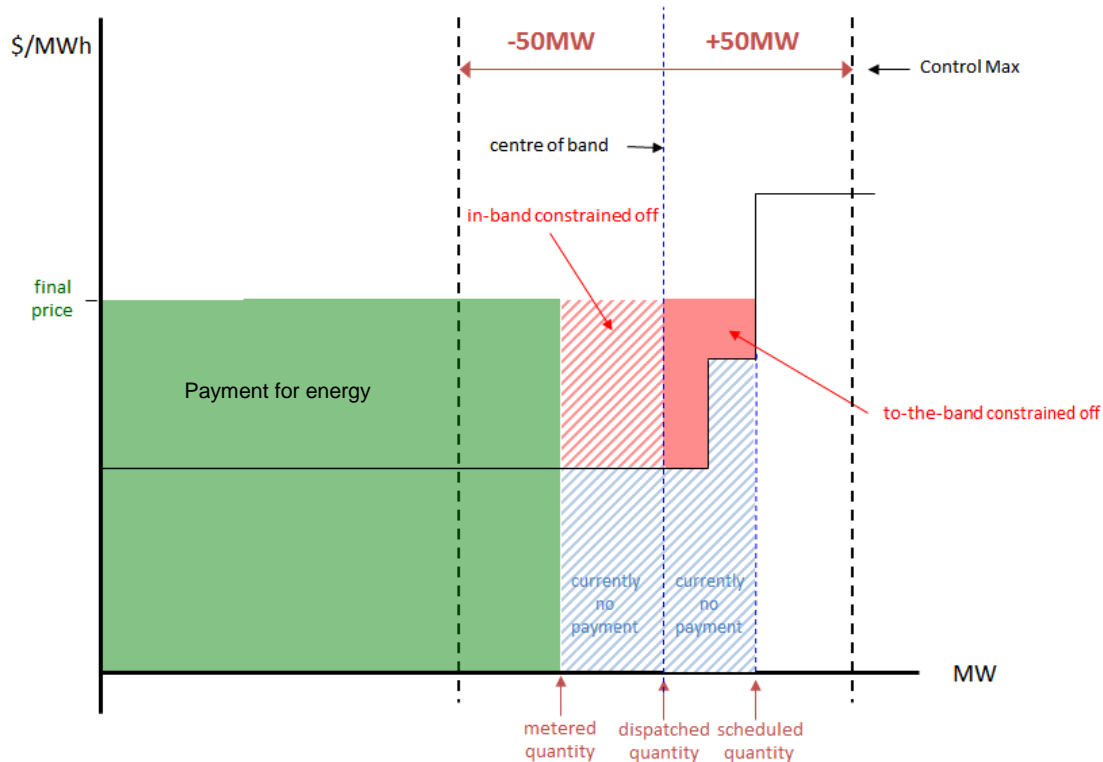 $/MWh
-50MW
+50MW
Control Max
centre of band
in-band constrained off
final
price
Payment for energy
to-the-band constrained off
currently
no
payment
currently
no
payment
MW
metered
quantity
dispatched
quantity
scheduled
quantity